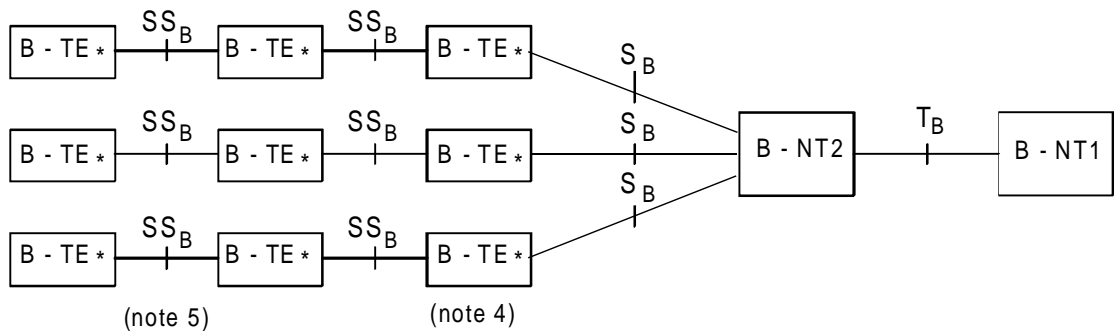 SS_B SS_B
B - TE * B - TE * B - TE *
S_B
SS_B SS_B S_B T_B
B - TE * B - TE * B - TE * B - NT2 B - NT1
S_B
SS_B SS_B
B - TE * B - TE * B - TE *
(note 5) (note 4)